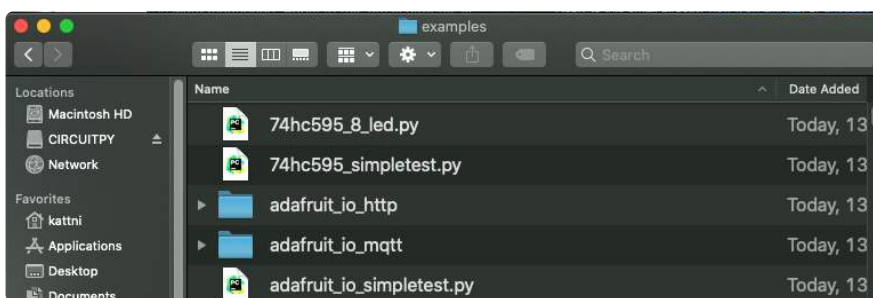 examples
Search
Locations
Macintosh HD
CIRCUITPY
Network
Favorites
kattni
Applications
Desktop
Documents
Name
Date Added
74hc595_8_led.py
Today, 13
74hc595_simpletest.py
Today, 13
adafruit_io_http
Today, 13
adafruit_io_mqtt
Today, 13
adafruit_io_simpletest.py
Today, 13